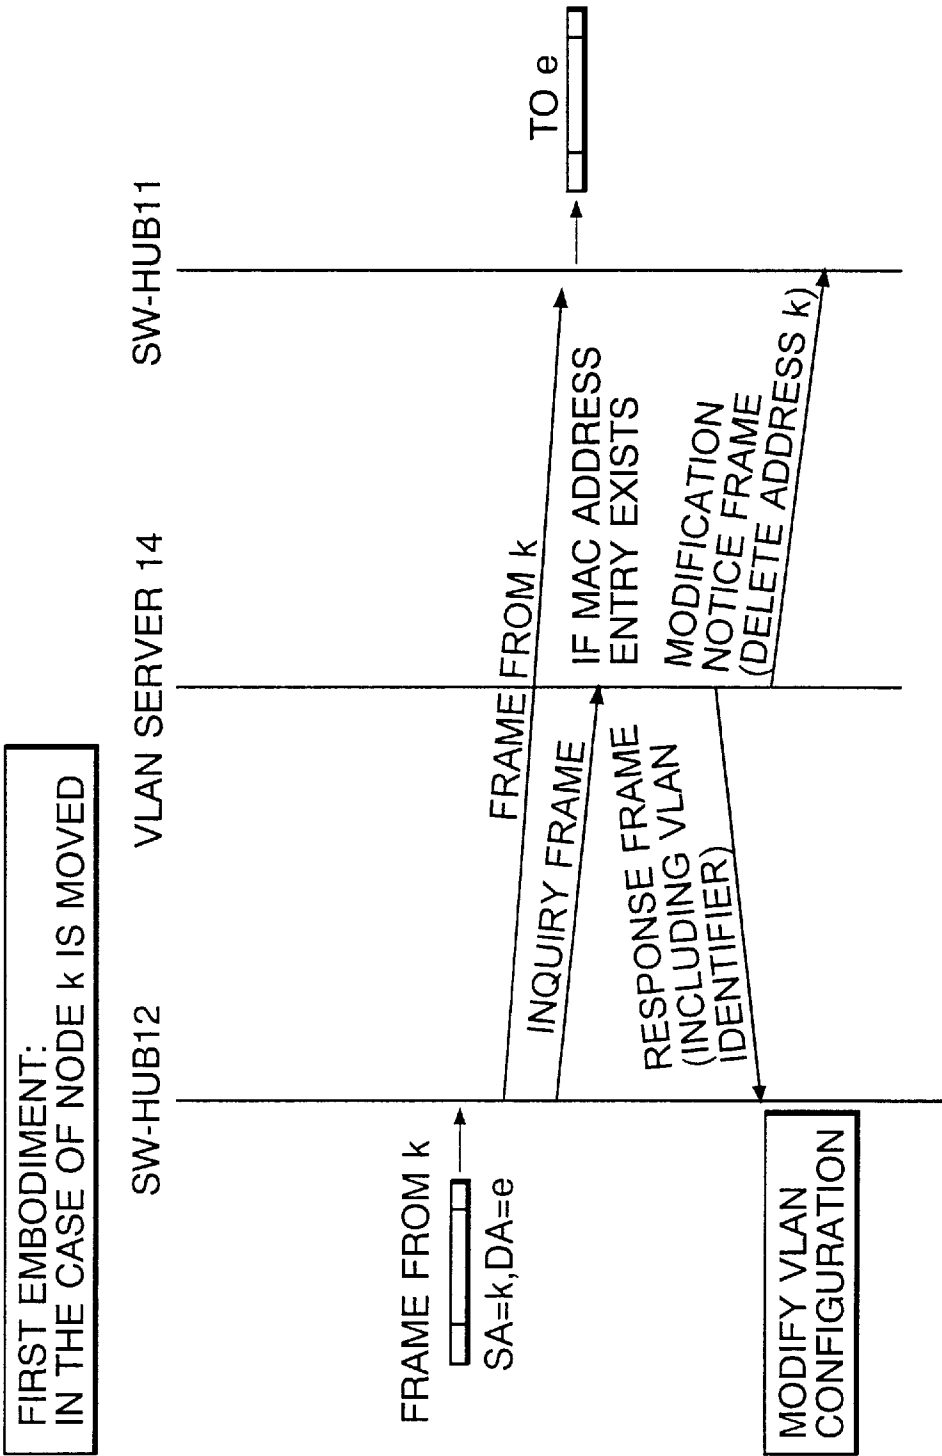 FIRST EMBODIMENT:
IN THE CASE OF NODE k IS MOVED
SW-HUB12
VLAN SERVER 14
SW-HUB11
FRAME FROM k
SA=k,DA=e
FRAME FROM k
TO e
INQUIRY FRAME
IF MAC ADDRESS
ENTRY EXISTS
RESPONSE FRAME
(INCLUDING VLAN
IDENTIFIER)
MODIFICATION
NOTICE FRAME
(DELETE ADDRESS k)
MODIFY VLAN
CONFIGURATION